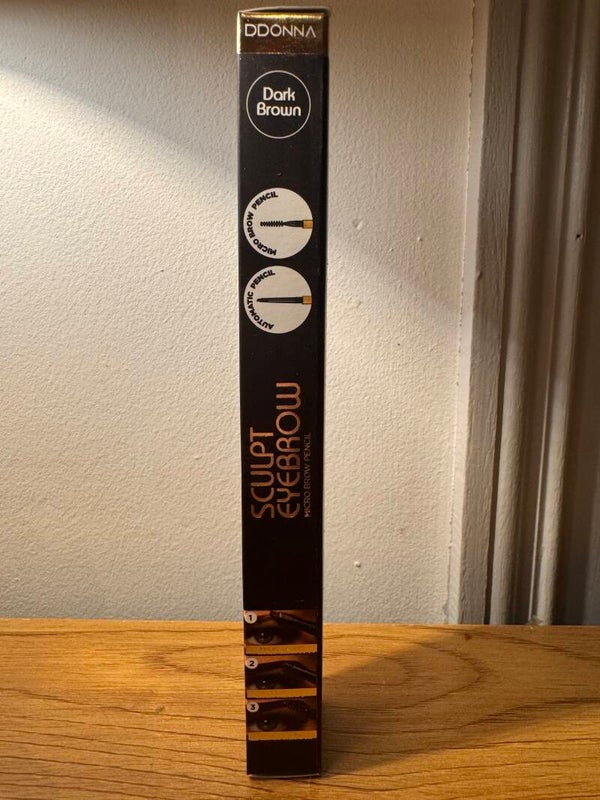 DDONNA
Dark
Brown
MICRO BROW PENCIL
AUTOMATIC PENCIL
SCULPT
EYEBROW
MICRO BROW PENCIL
1
2
3